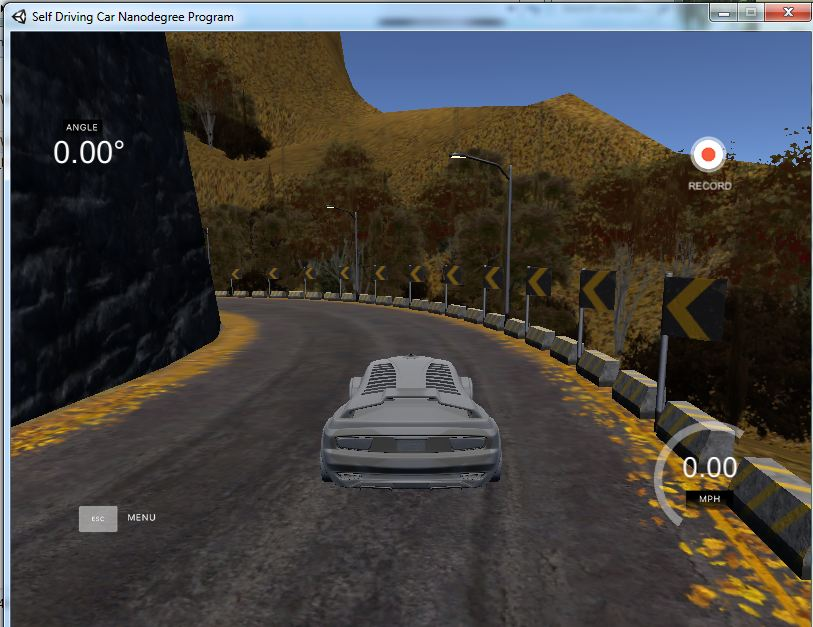 Self Driving Car Nanodegree Program
ANGLE
0.00°
RECORD
0.00
MPH
ESC
MENU